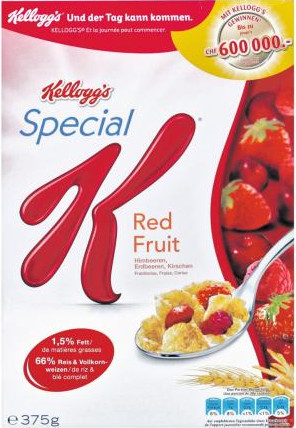 Kellogg's Und der Tag kann kommen.
KELLOGG'S® Et la journée peut commencer
MIT KELLOGG'S
GEWINNEN
Bis zu
CHF 600 000.-
Kellogg's
Special
K
Red
Fruit
Himbeeren,
Erdbeeren, Kirschen
Framboises, Fraise, Cerise
1,5% Fett/
de matières grasses
66% Reis & Vollkorn-
weizen/de riz &
blé complet
e 375g